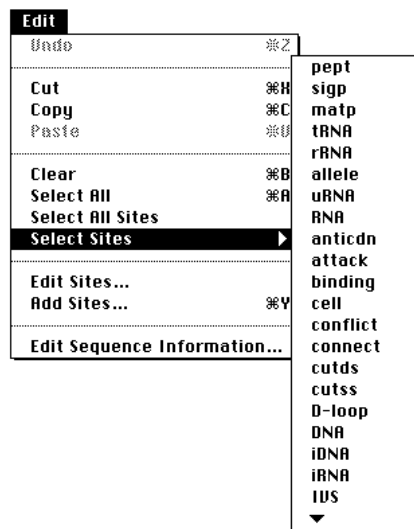 Edit
Undo ⌘Z
Cut ⌘X
Copy ⌘C
Paste ⌘V
Clear ⌘B
Select All ⌘A
Select All Sites
Select Sites
Edit Sites...
Add Sites... ⌘Y
Edit Sequence Information...
pept
sigp
matp
tRNA
rRNA
allele
uRNA
RNA
anticdn
attack
binding
cell
conflict
connect
cutds
cutss
D-loop
DNA
iDNA
iRNA
IVS